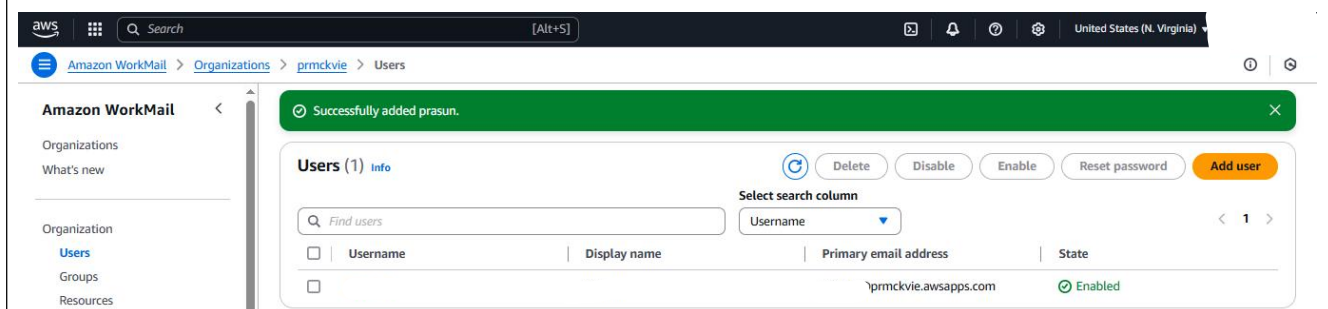 aws Search [Alt+S] United States (N. Virginia)
Amazon WorkMail > Organizations > prmckvie > Users
Amazon WorkMail
Organizations
What's new
Organization
Users
Groups
Resources
Successfully added prasun.
Users (1) Info Delete Disable Enable Reset password Add user
Select search column
Find users Username 1
Username Display name Primary email address State
prmckvie.awsapps.com Enabled